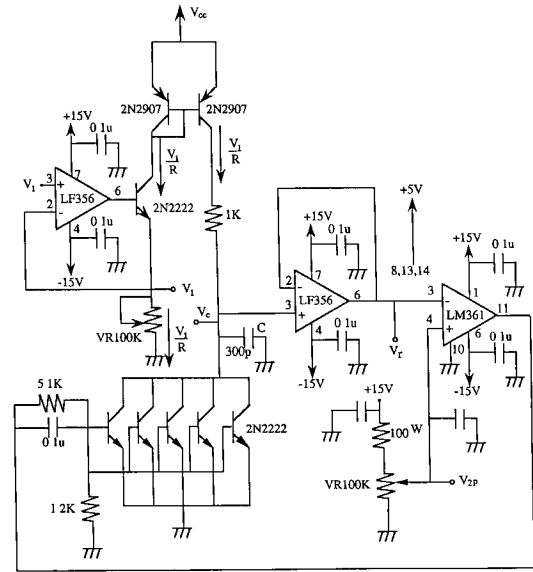 Vcc
2N2907
2N2907
+15V
0 1u
7
V1
3
+
LF356
6
2
-
4
0 1u
-15V
V1
R
2N2222
V1
R
1K
V1
VR100K
V1
R
Vc
C
300p
+15V
7
0 1u
2
-
LF356
6
3
+
4
0 1u
-15V
+5V
8,13,14
Vr
+15V
1
0 1u
3
-
LM361
11
4
+
10
6
0 1u
-15V
5 1K
0 1u
2N2222
1 2K
+15V
100 W
VR100K
V2p